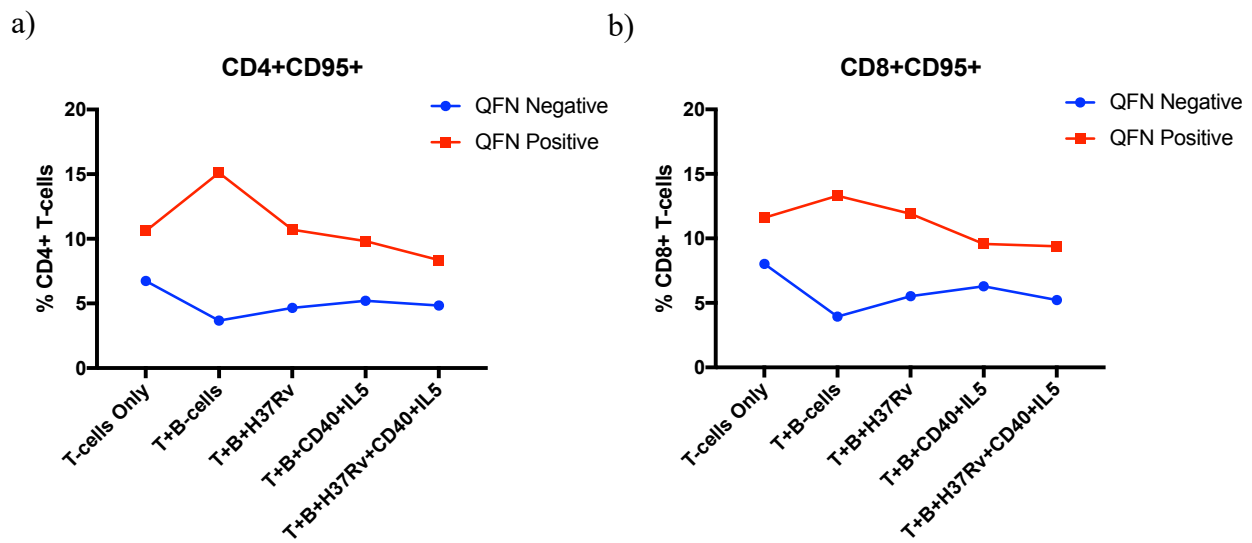 a)
CD4+CD95+
QFN Negative
QFN Positive
% CD4+ T-cells
20
15
10
5
0
T-cells Only
T+B-cells
T+B+H37Rv
T+B+CD40+IL5
T+B+H37Rv+CD40+IL5
b)
CD8+CD95+
QFN Negative
QFN Positive
% CD8+ T-cells
20
15
10
5
0
T-cells Only
T+B-cells
T+B+H37Rv
T+B+CD40+IL5
T+B+H37Rv+CD40+IL5